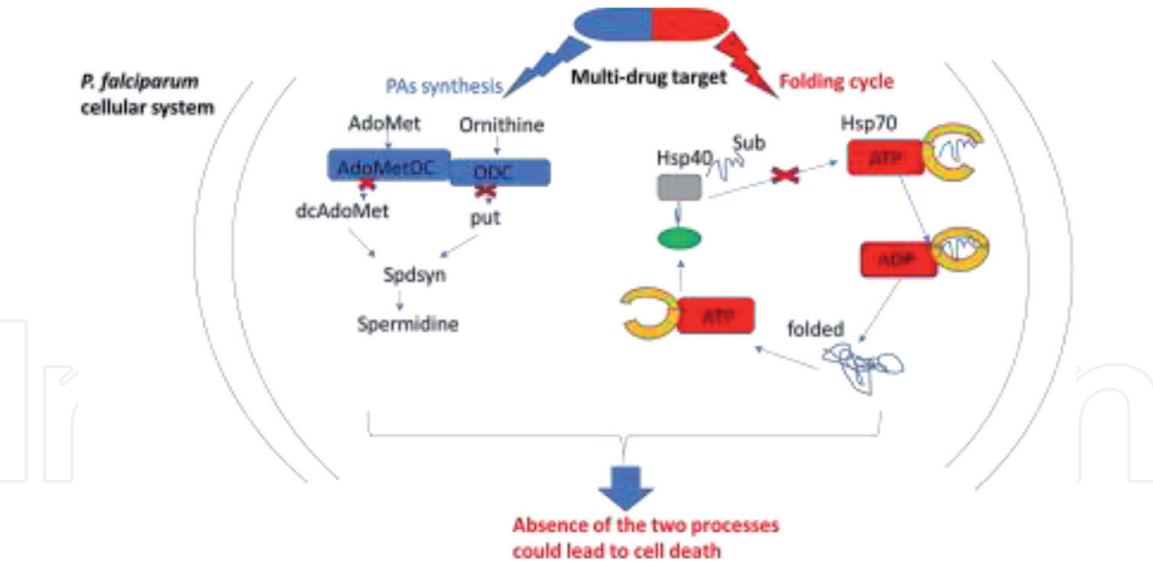 P. falciparum
cellular system
PAs synthesis
Multi-drug target
Folding cycle
AdoMet
Ornithine
AdoMetDC
ODC
dcAdoMet
put
Spdsyn
Spermidine
Hsp40
Sub
Hsp70
ATP
ADP
ATP
folded
Absence of the two processes
could lead to cell death